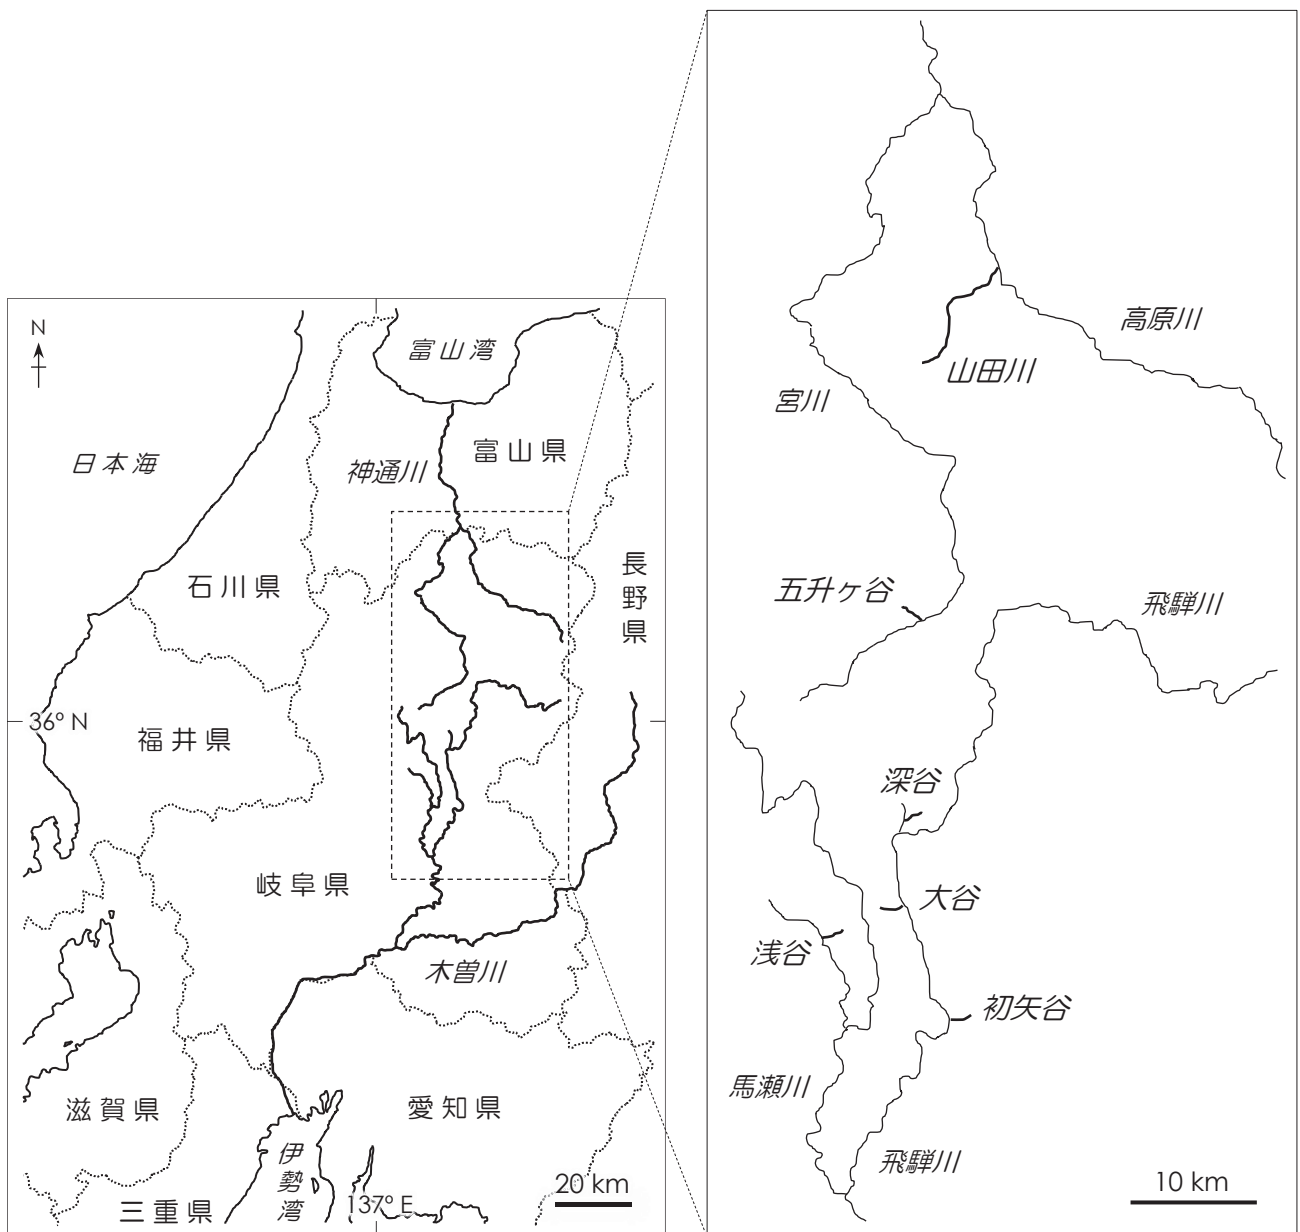 N
富山湾
日本海
神通川
富山県
石川県
長野県
36° N
福井県
岐阜県
木曽川
滋賀県
愛知県
伊勢湾
三重県
137° E
20 km
高原川
山田川
宮川
五升ヶ谷
飛騨川
深谷
大谷
浅谷
初矢谷
馬瀬川
飛騨川
10 km